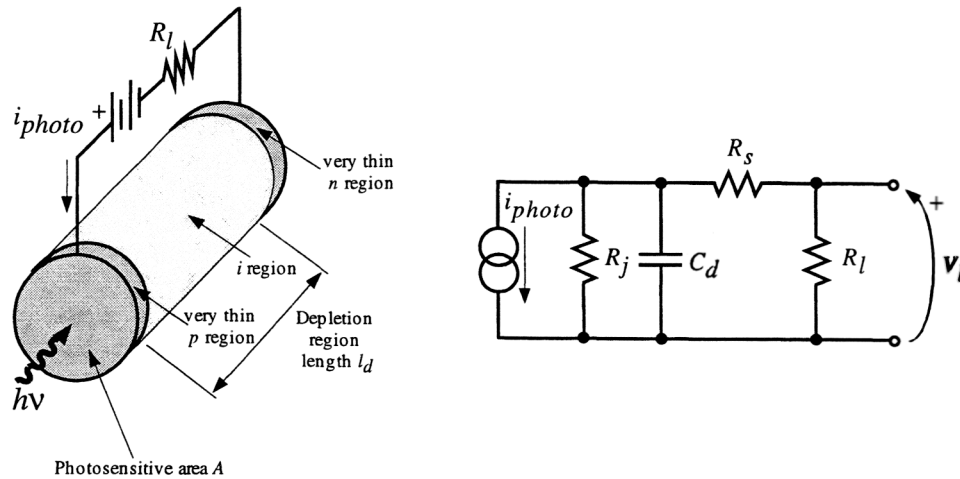 R_l
i_photo
+
very thin
n region
i region
very thin
p region
Depletion
region
length l_d
hν
Photosensitive area A
R_s
i_photo
R_j
C_d
R_l
+